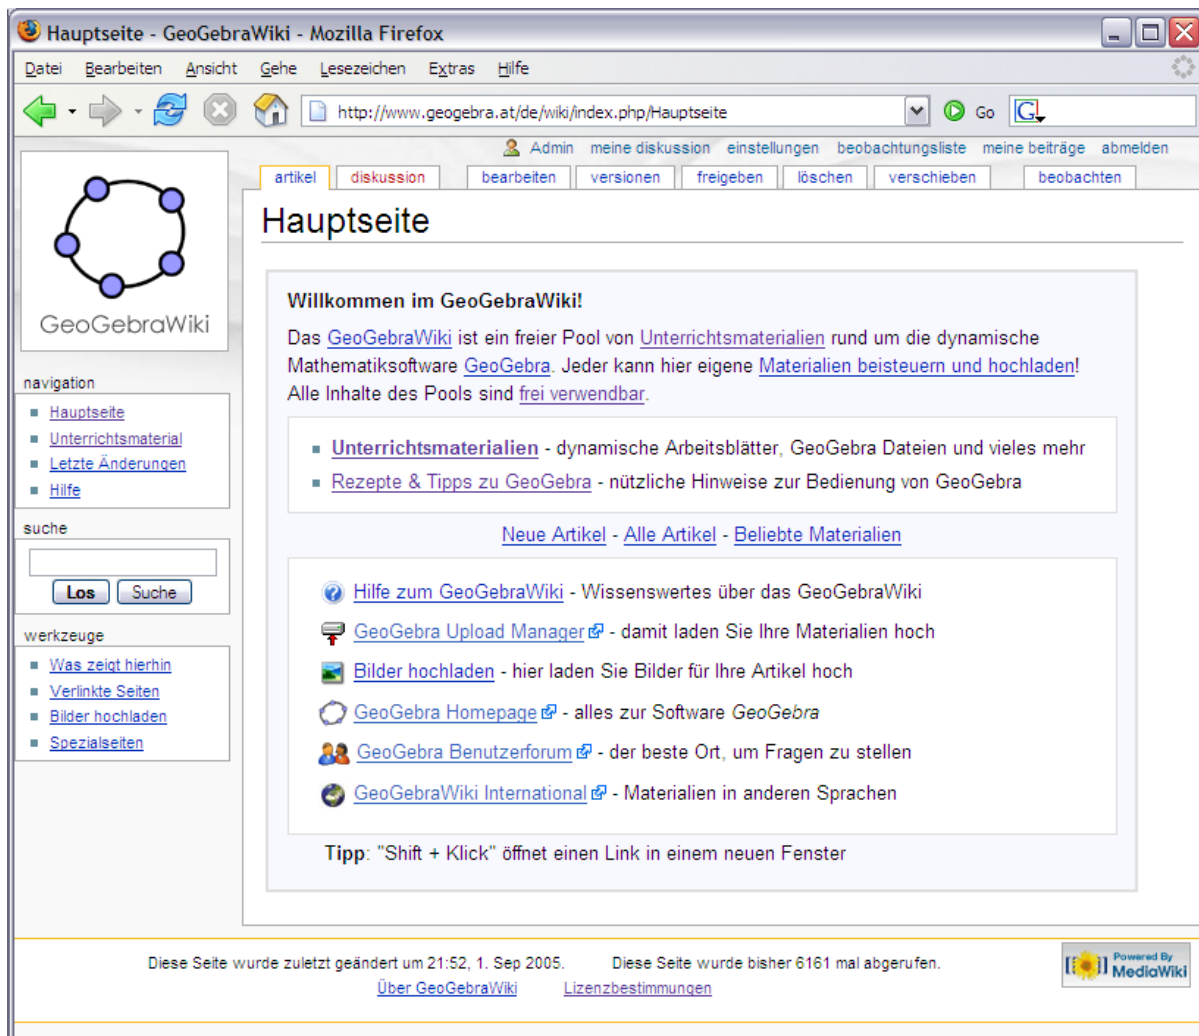 Hauptseite - GeoGebraWiki - Mozilla Firefox
Datei Bearbeiten Ansicht Gehe Lesezeichen Extras Hilfe
http://www.geogebra.at/de/wiki/index.php/Hauptseite Go G
Admin meine diskussion einstellungen beobachtungsliste meine beiträge abmelden
artikel diskussion bearbeiten versionen freigeben löschen verschieben beobachten
GeoGebraWiki
navigation
Hauptseite
Unterrichtsmaterial
Letzte Änderungen
Hilfe
suche
Los Suche
werkzeuge
Was zeigt hierhin
Verlinkte Seiten
Bilder hochladen
Spezialseiten
Hauptseite
Willkommen im GeoGebraWiki!
Das GeoGebraWiki ist ein freier Pool von Unterrichtsmaterialien rund um die dynamische
Mathematiksoftware GeoGebra. Jeder kann hier eigene Materialien beisteuern und hochladen!
Alle Inhalte des Pools sind frei verwendbar.
Unterrichtsmaterialien - dynamische Arbeitsblätter, GeoGebra Dateien und vieles mehr
Rezepte & Tipps zu GeoGebra - nützliche Hinweise zur Bedienung von GeoGebra
Neue Artikel - Alle Artikel - Beliebte Materialien
Hilfe zum GeoGebraWiki - Wissenswertes über das GeoGebraWiki
GeoGebra Upload Manager - damit laden Sie Ihre Materialien hoch
Bilder hochladen - hier laden Sie Bilder für Ihre Artikel hoch
GeoGebra Homepage - alles zur Software GeoGebra
GeoGebra Benutzerforum - der beste Ort, um Fragen zu stellen
GeoGebraWiki International - Materialien in anderen Sprachen
Tipp: "Shift + Klick" öffnet einen Link in einem neuen Fenster
Diese Seite wurde zuletzt geändert um 21:52, 1. Sep 2005. Diese Seite wurde bisher 6161 mal abgerufen.
Über GeoGebraWiki Lizenzbestimmungen
Powered By
MediaWiki